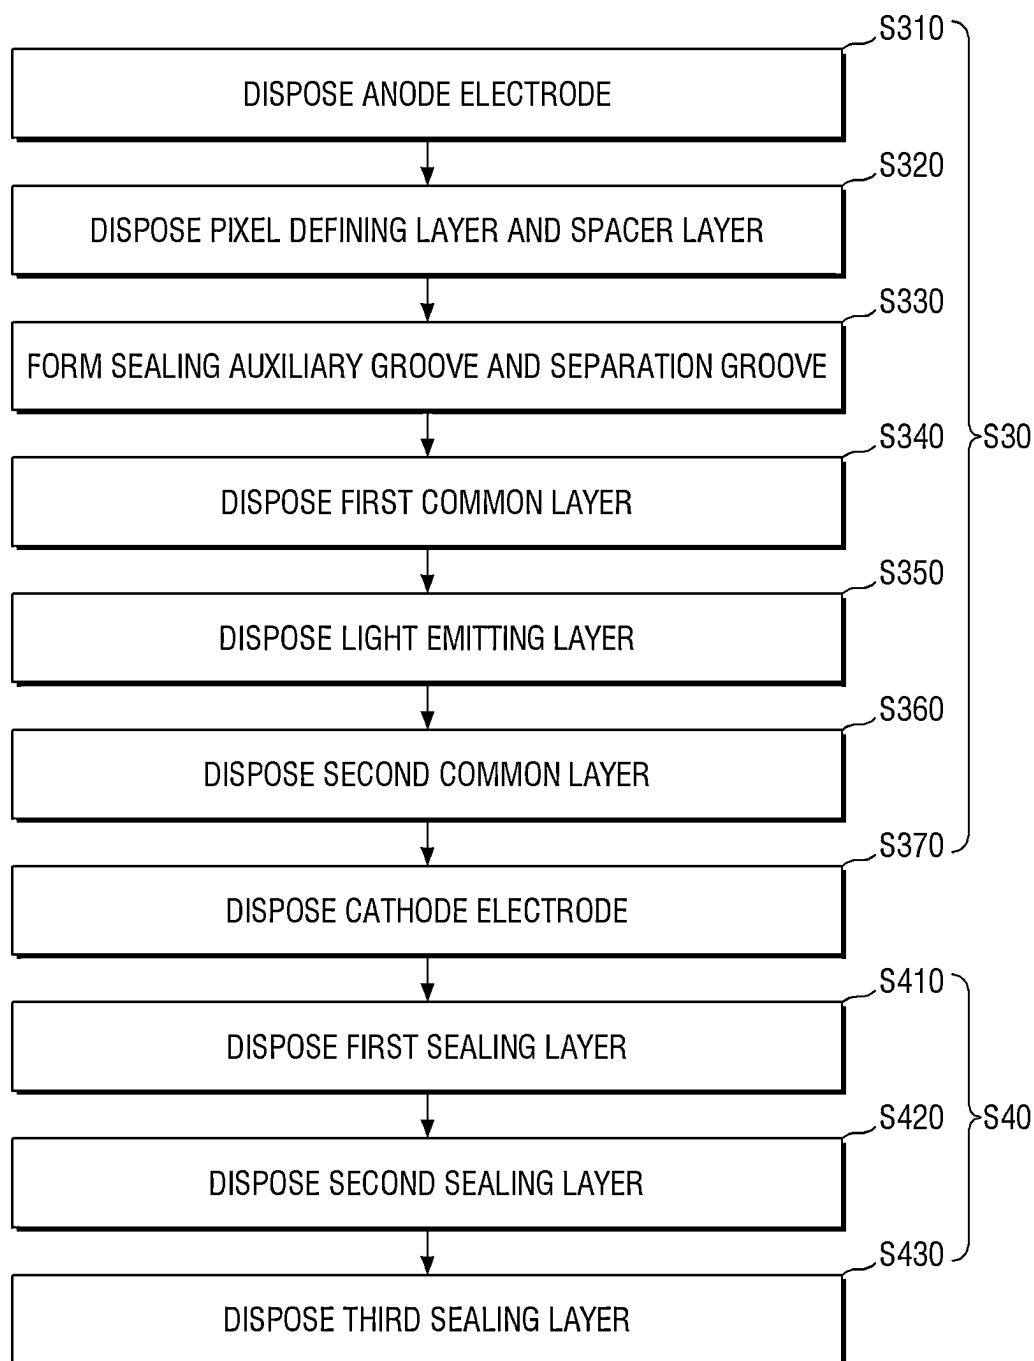 S310
DISPOSE ANODE ELECTRODE
S320
DISPOSE PIXEL DEFINING LAYER AND SPACER LAYER
S330
FORM SEALING AUXILIARY GROOVE AND SEPARATION GROOVE
S340
S30
DISPOSE FIRST COMMON LAYER
S350
DISPOSE LIGHT EMITTING LAYER
S360
DISPOSE SECOND COMMON LAYER
S370
DISPOSE CATHODE ELECTRODE
S410
DISPOSE FIRST SEALING LAYER
S420
S40
DISPOSE SECOND SEALING LAYER
S430
DISPOSE THIRD SEALING LAYER